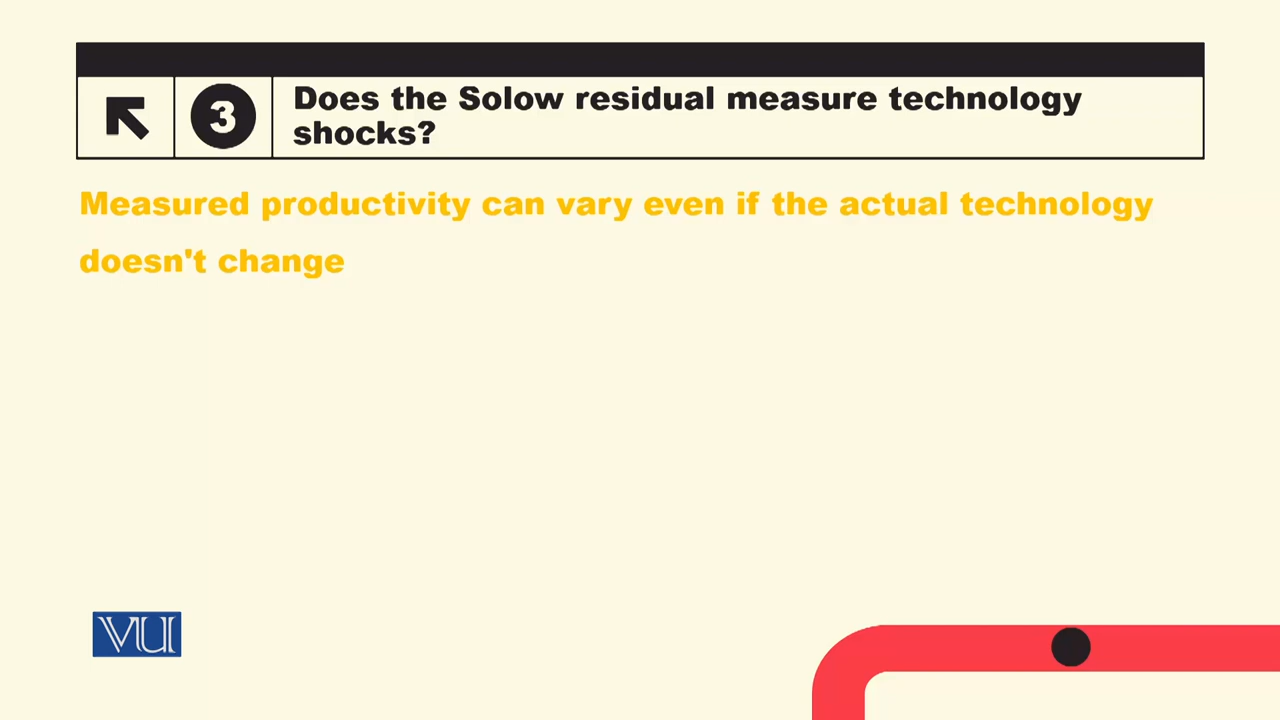 3
Does the Solow residual measure technology
shocks?
Measured productivity can vary even if the actual technology
doesn't change
VU